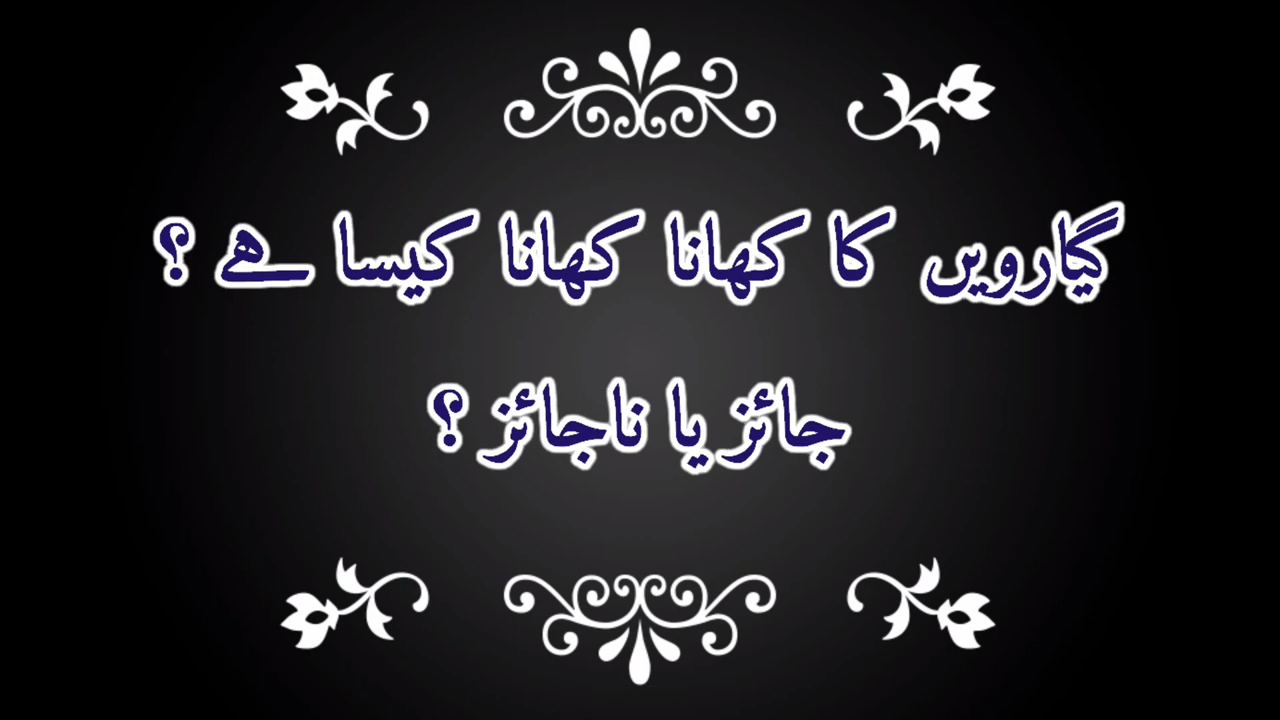 گیارویں کا کھانا کھانا کیسا ہے ؟
جائز یا ناجائز ؟